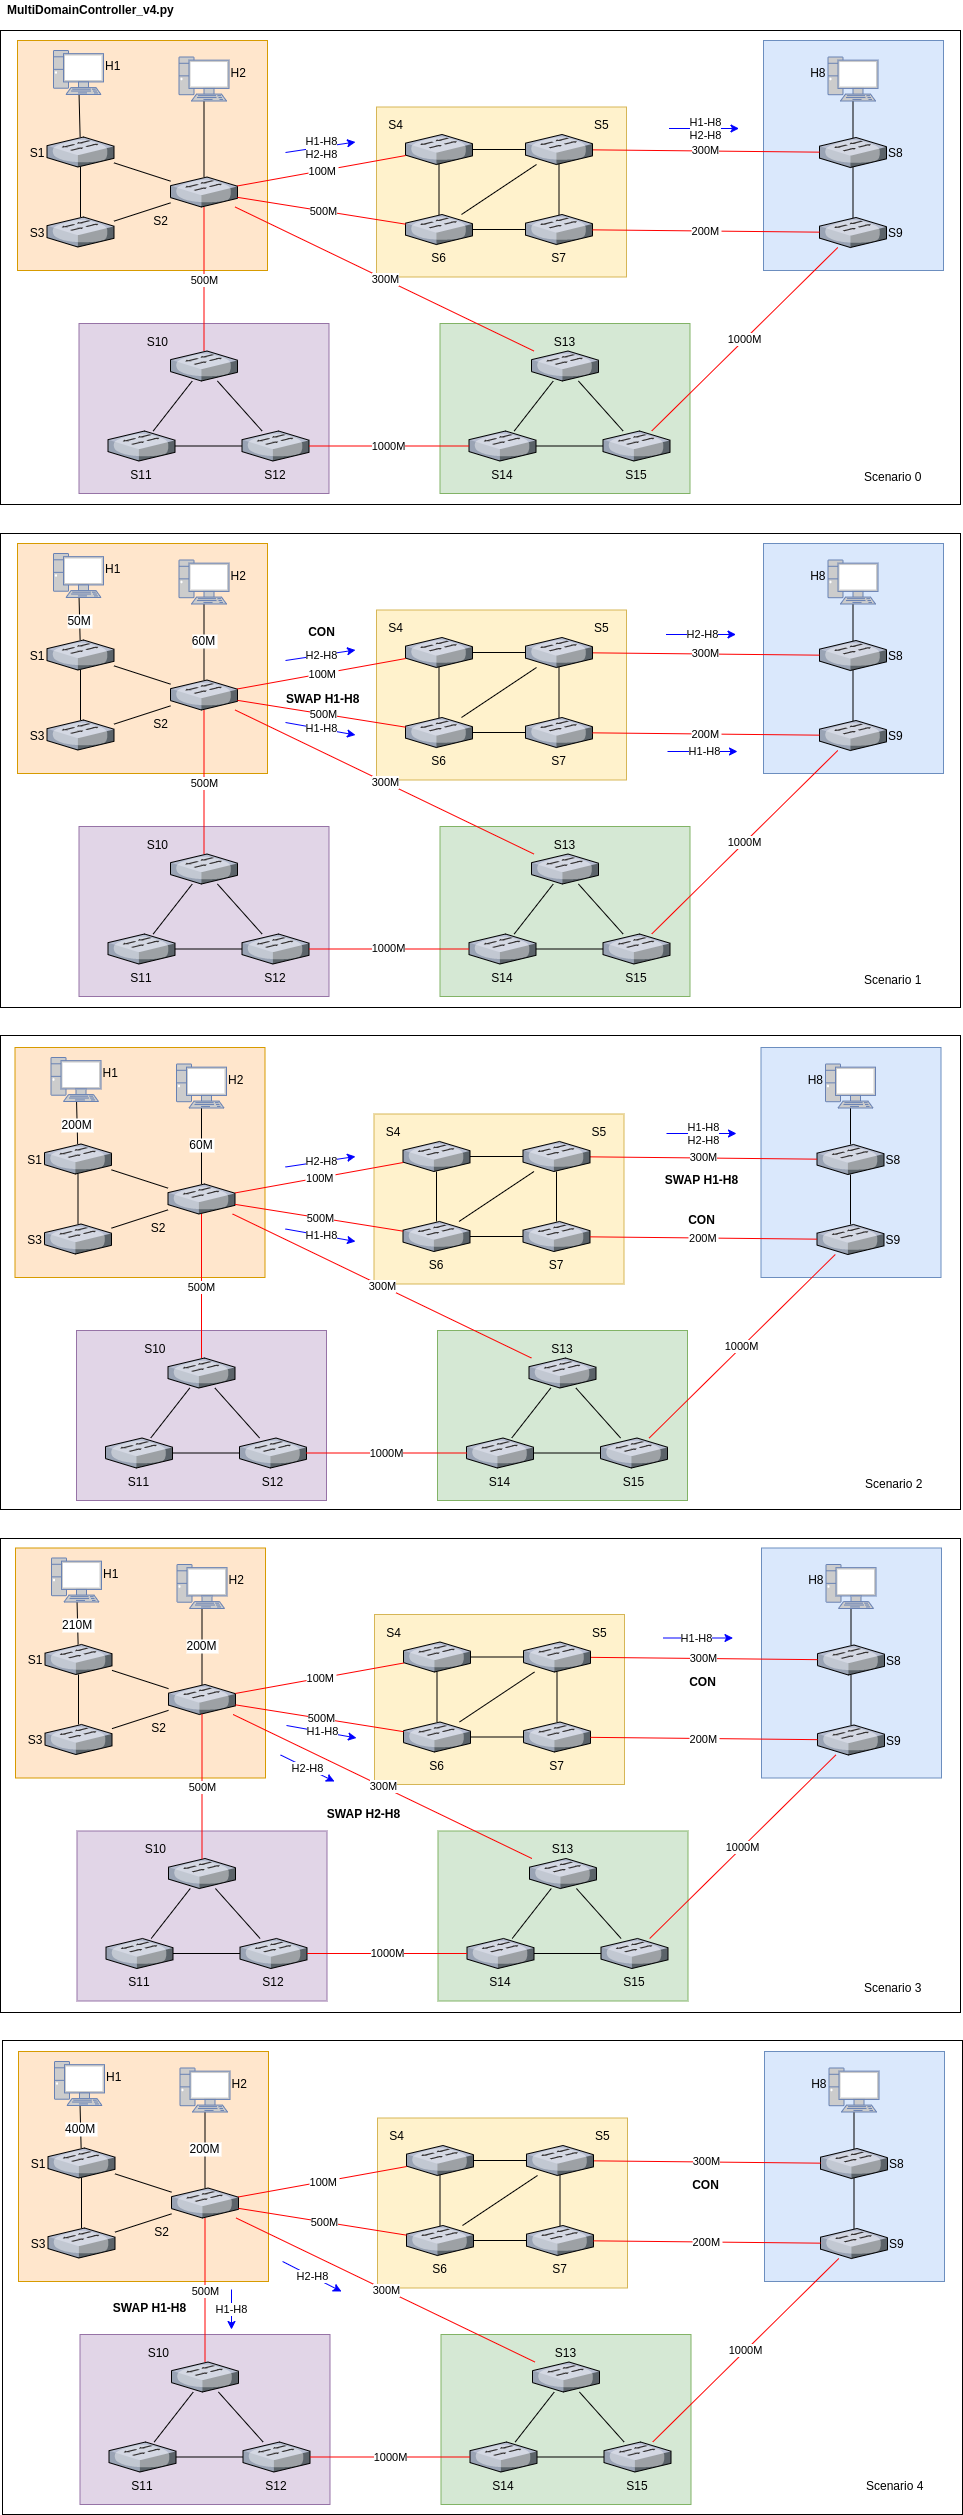 MultiDomainController_v4.py
H1
H2
H8
S4
S5
H1-H8
H2-H8
100M
H1-H8
H2-H8
300M
S1
S8
S2
S3
500M
S6
S7
200M
S9
500M
300M
1000M
S10
S13
1000M
S11
S12
S14
S15
Scenario 0
H1
H2
H8
50M
60M
CON
S4
S5
H2-H8
100M
H2-H8
300M
S1
S8
SWAP H1-H8
500M
H1-H8
S2
S3
S6
S7
200M
H1-H8
S9
500M
300M
1000M
S10
S13
1000M
S11
S12
S14
S15
Scenario 1
H1
H2
H8
200M
60M
S4
S5
H1-H8
H2-H8
300M
S1
S8
H2-H8
100M
SWAP H1-H8
500M
H1-H8
CON
200M
S2
S3
S9
S6
S7
500M
300M
1000M
S10
S13
1000M
S11
S12
S14
S15
Scenario 2
H1
H2
H8
210M
200M
S4
S5
H1-H8
300M
S1
S8
100M
CON
500M
H1-H8
S2
S3
200M
S9
H2-H8
S6
S7
500M
300M
SWAP H2-H8
1000M
S10
S13
1000M
S11
S12
S14
S15
Scenario 3
H1
H2
H8
400M
200M
S4
S5
300M
S1
S8
100M
CON
500M
S2
S3
200M
S9
S6
S7
H2-H8
500M
300M
SWAP H1-H8
H1-H8
1000M
S10
S13
1000M
S11
S12
S14
S15
Scenario 4